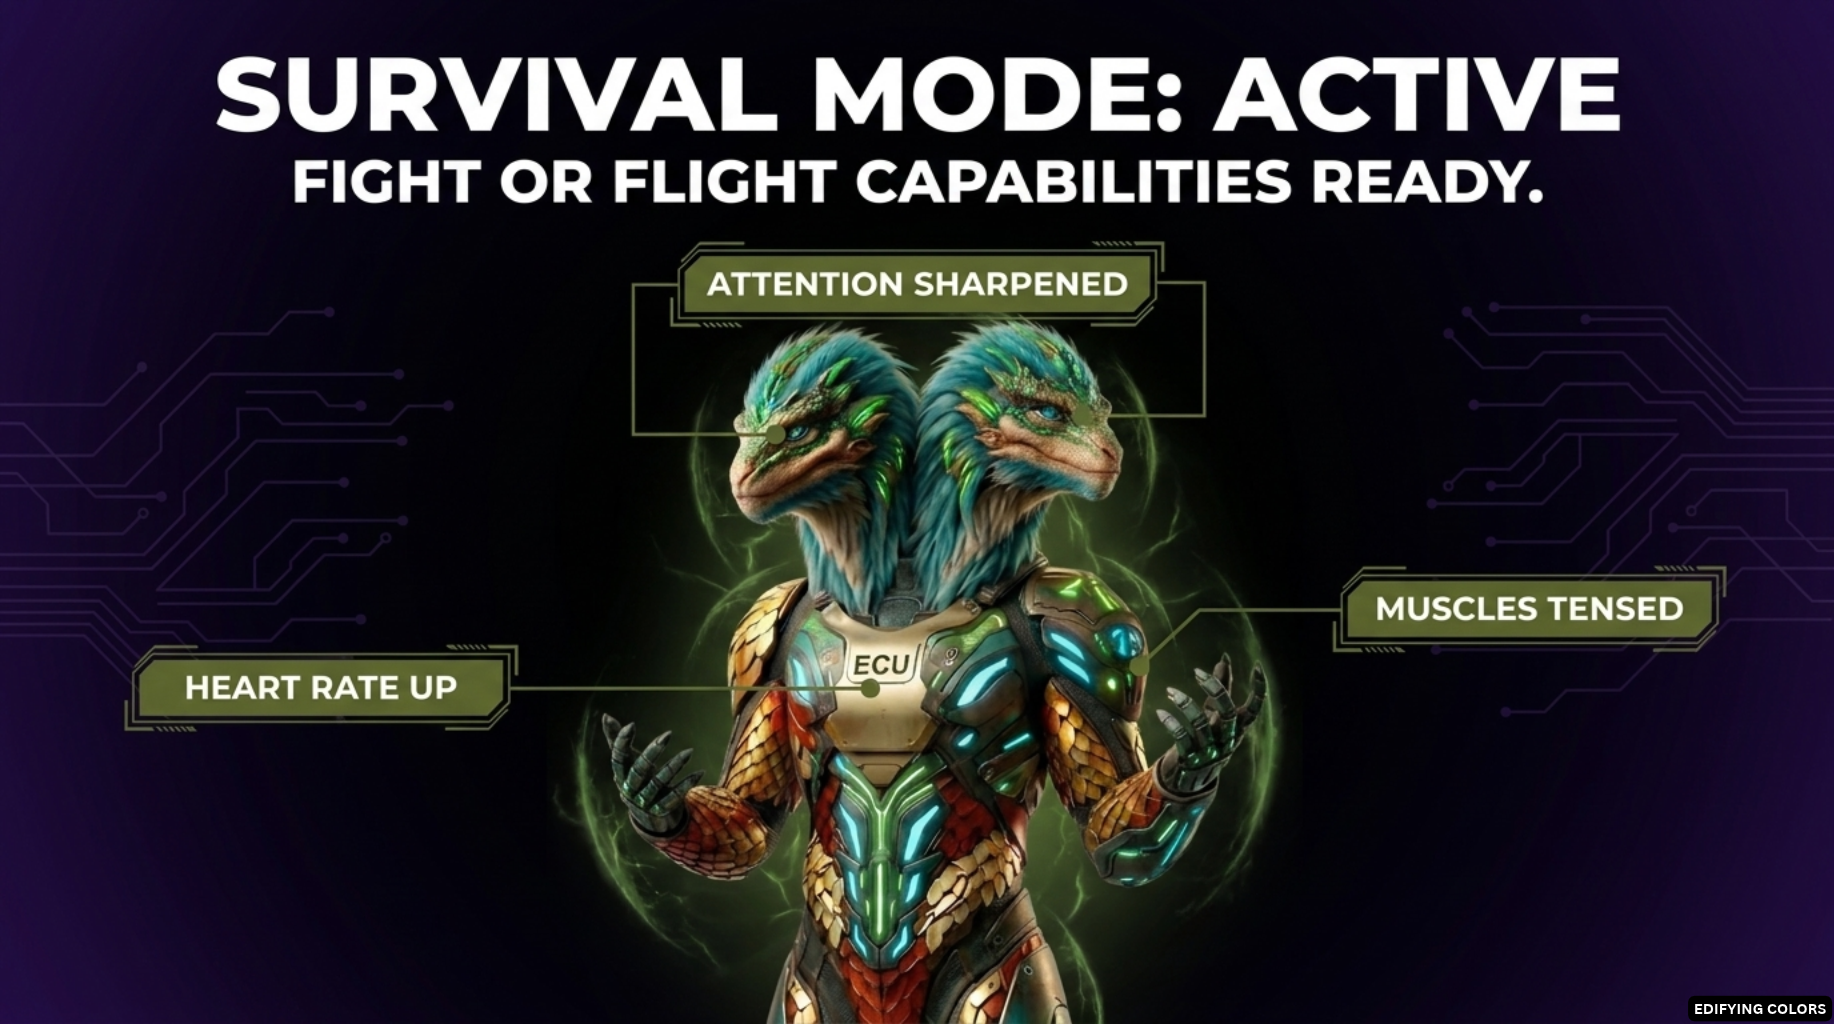 SURVIVAL MODE: ACTIVE
FIGHT OR FLIGHT CAPABILITIES READY.
ATTENTION SHARPENED
MUSCLES TENSED
ECU
HEART RATE UP
EDIFYING COLORS